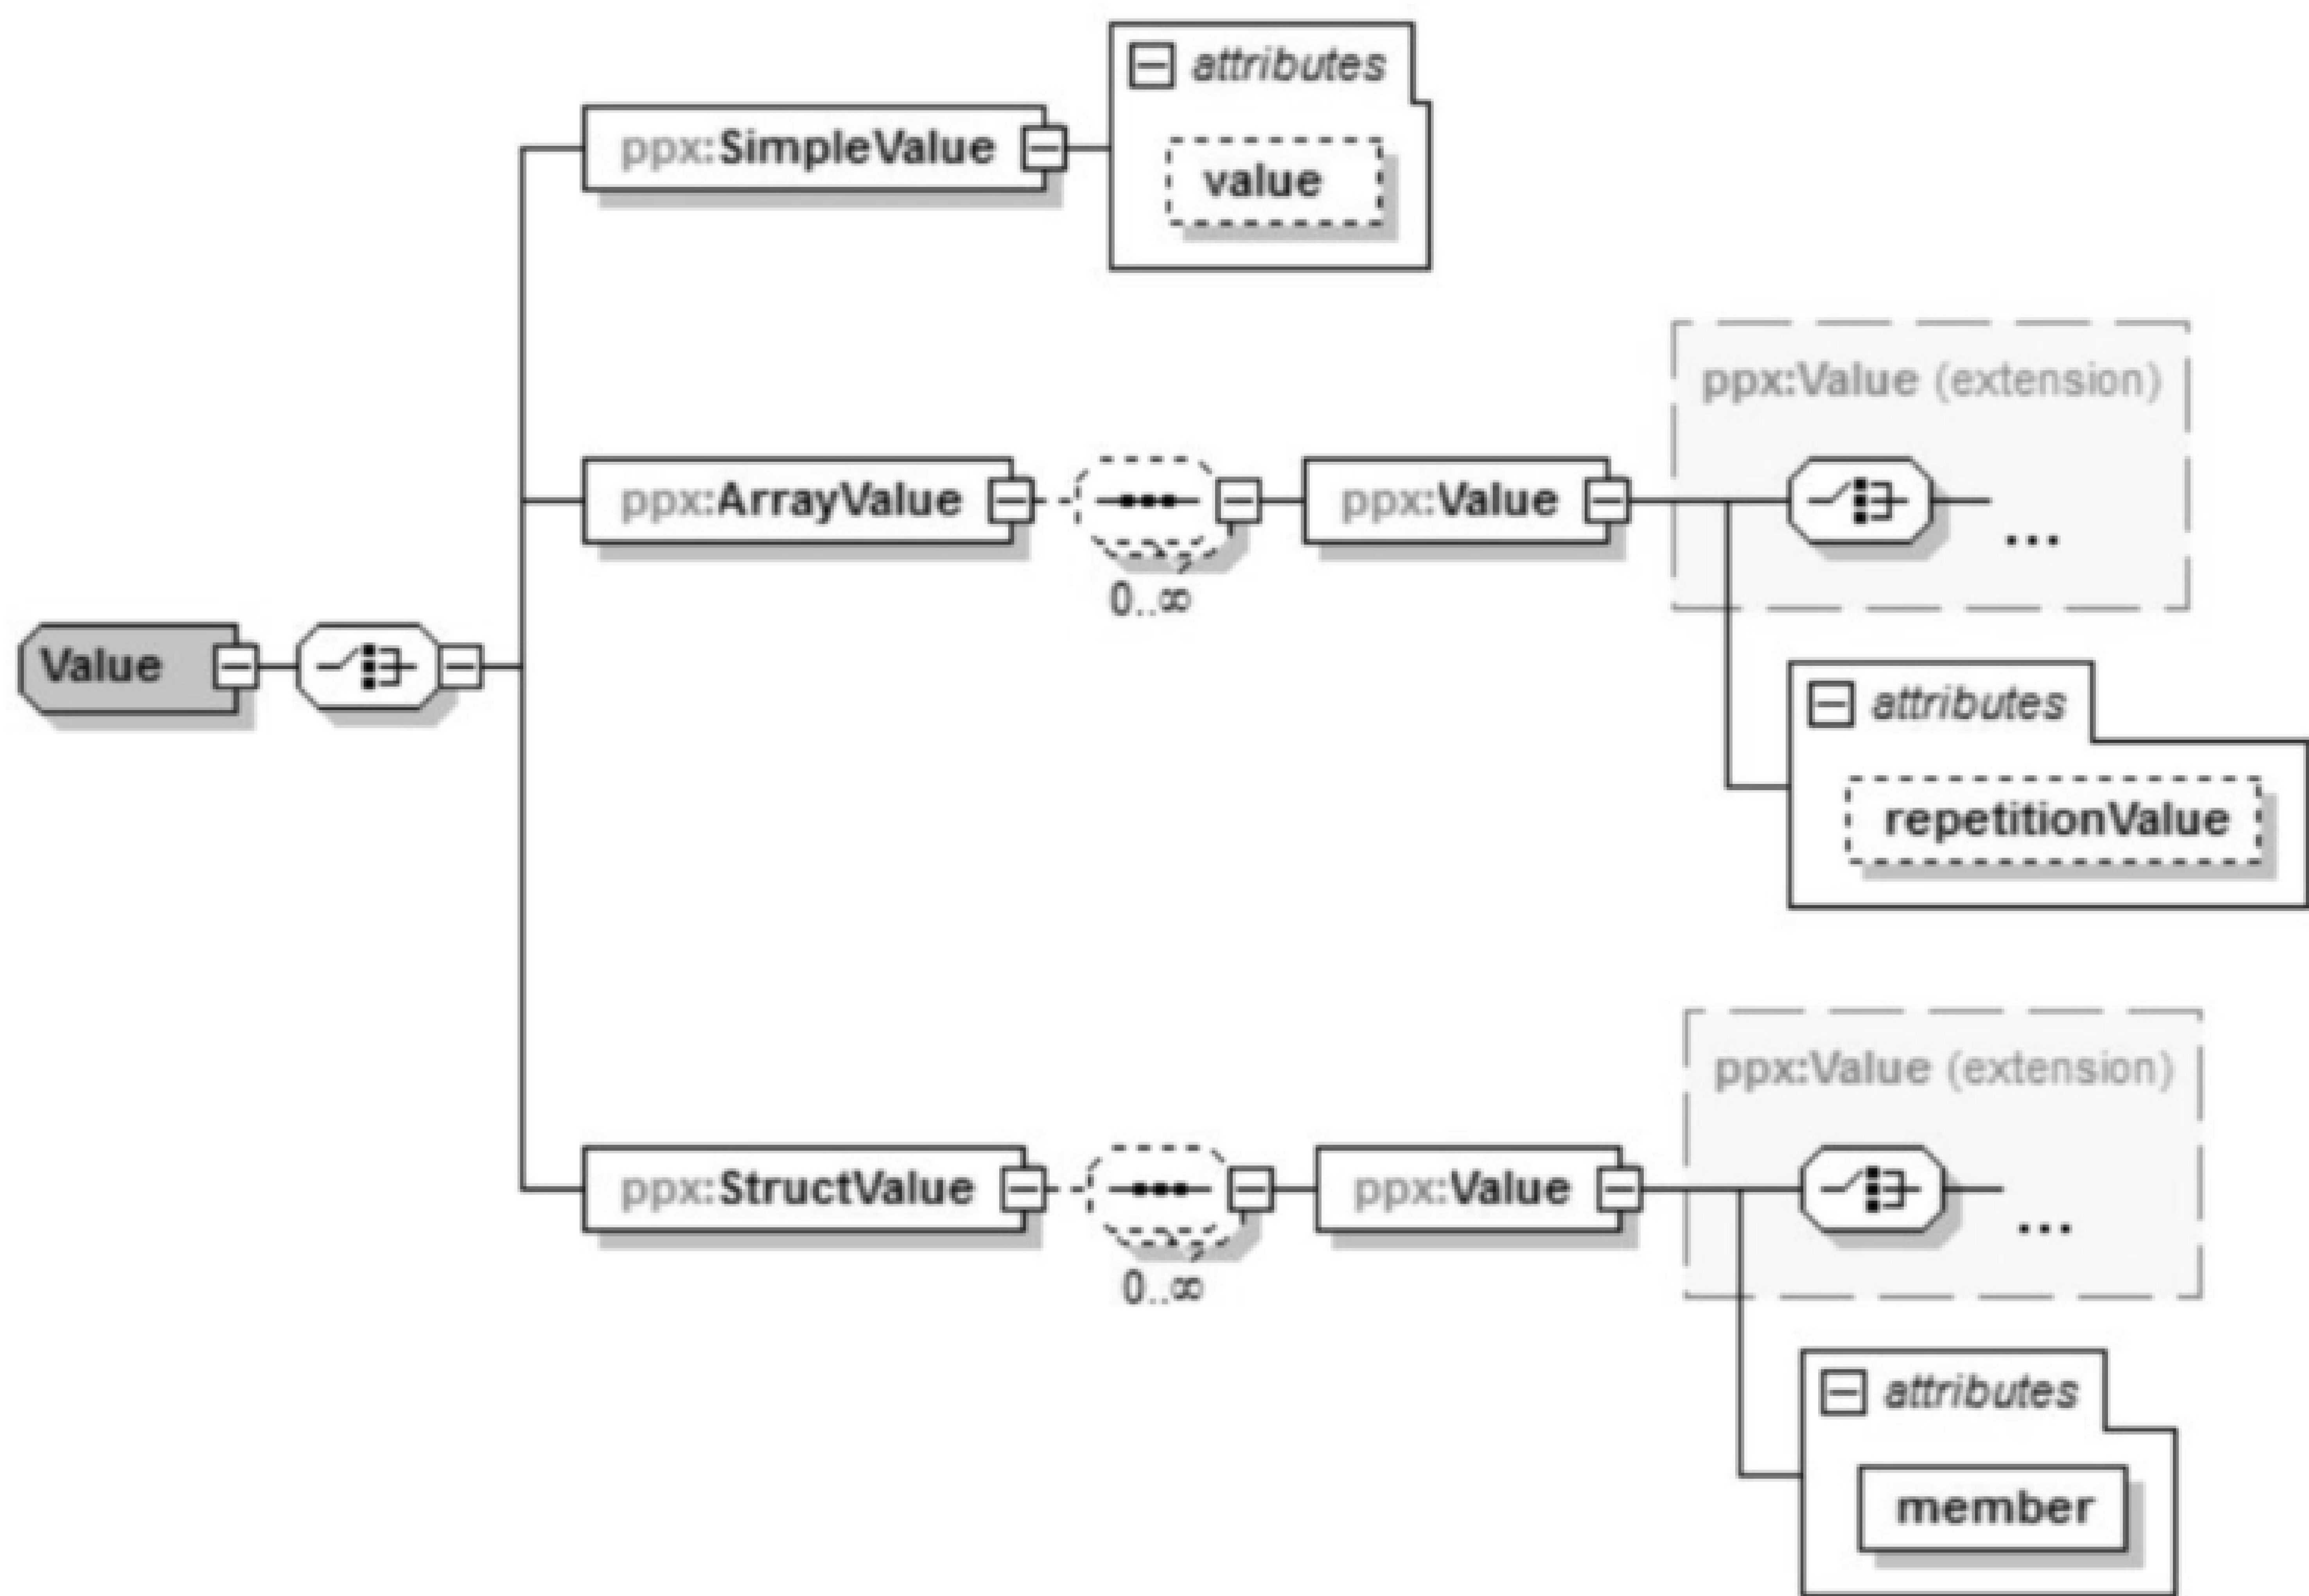 attributes
ppx:SimpleValue
value
ppx:Value (extension)
ppx:ArrayValue
ppx:Value
0..∞
Value
attributes
repetitionValue
ppx:Value (extension)
ppx:StructValue
ppx:Value
0..∞
attributes
member